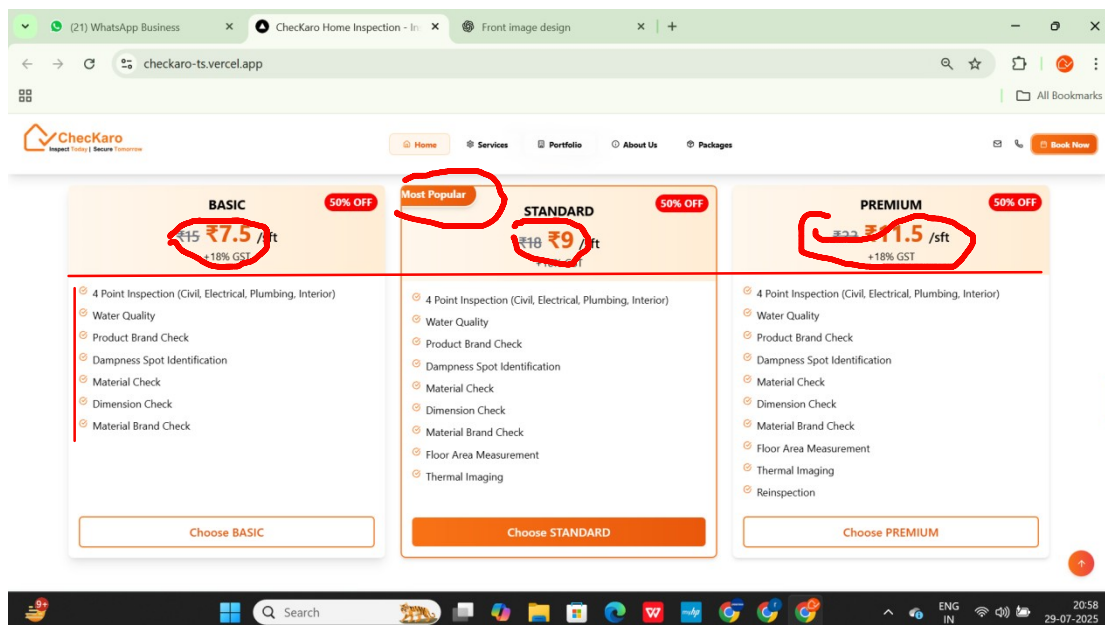 (21) WhatsApp Business
ChecKaro Home Inspection - In
Front image design
checkaro-ts.vercel.app
All Bookmarks
ChecKaro
Inspect Today | Secure Tomorrow
Home Services Portfolio About Us Packages
Book Now
BASIC
50% OFF
₹15 ₹7.5 /sft
+18% GST
4 Point Inspection (Civil, Electrical, Plumbing, Interior)
Water Quality
Product Brand Check
Dampness Spot Identification
Material Check
Dimension Check
Material Brand Check
Choose BASIC
Most Popular
STANDARD
50% OFF
₹18 ₹9 /sft
+18% GST
4 Point Inspection (Civil, Electrical, Plumbing, Interior)
Water Quality
Product Brand Check
Dampness Spot Identification
Material Check
Dimension Check
Material Brand Check
Floor Area Measurement
Thermal Imaging
Choose STANDARD
PREMIUM
50% OFF
₹11.5 /sft
+18% GST
4 Point Inspection (Civil, Electrical, Plumbing, Interior)
Water Quality
Product Brand Check
Dampness Spot Identification
Material Check
Dimension Check
Material Brand Check
Floor Area Measurement
Thermal Imaging
Reinspection
Choose PREMIUM
9+
Search
ENG
IN
20:58
29-07-2025